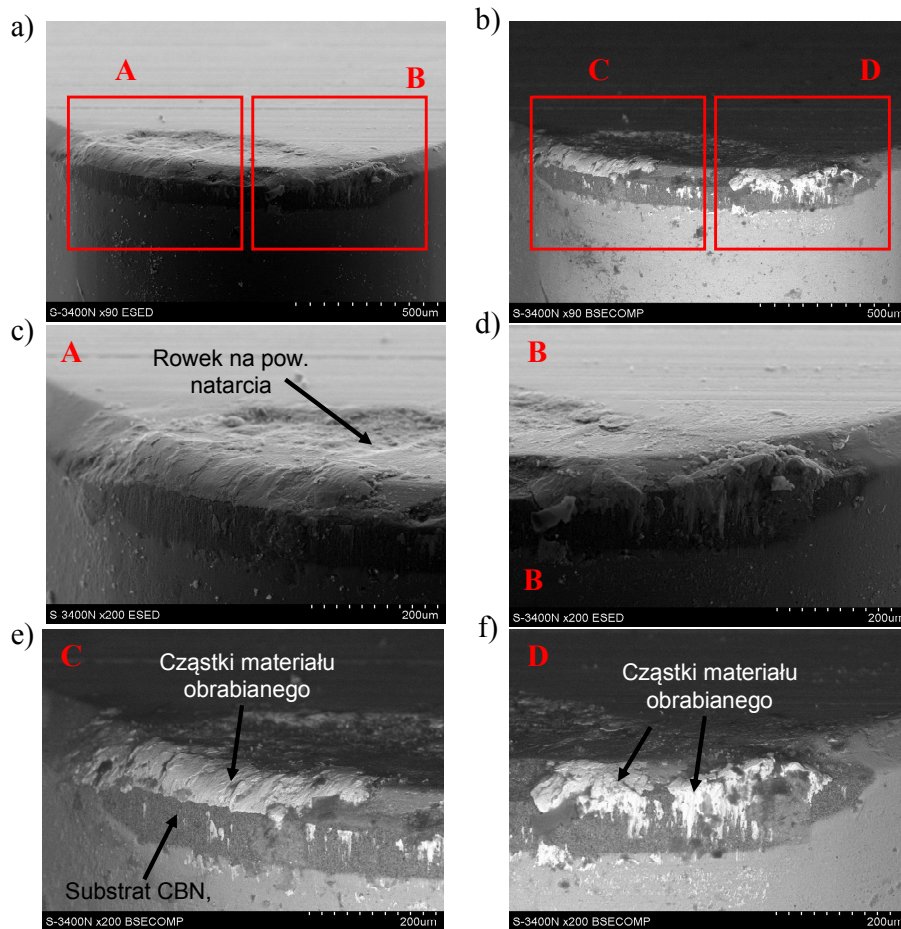 a)
b)
A
B
C
D
S-3400N x90 ESED
500um
S-3400N x90 BSECOMP
500um
c)
d)
A
Rowek na pow.
natarcia
B
B
S 3400N x200 ESED
200um
S-3400N x200 ESED
200um
e)
f)
C
Cząstki materiału
obrabianego
Substrat CBN,
D
Cząstki materiału
obrabianego
S-3400N x200 BSECOMP
200um
S-3400N x200 BSECOMP
200um